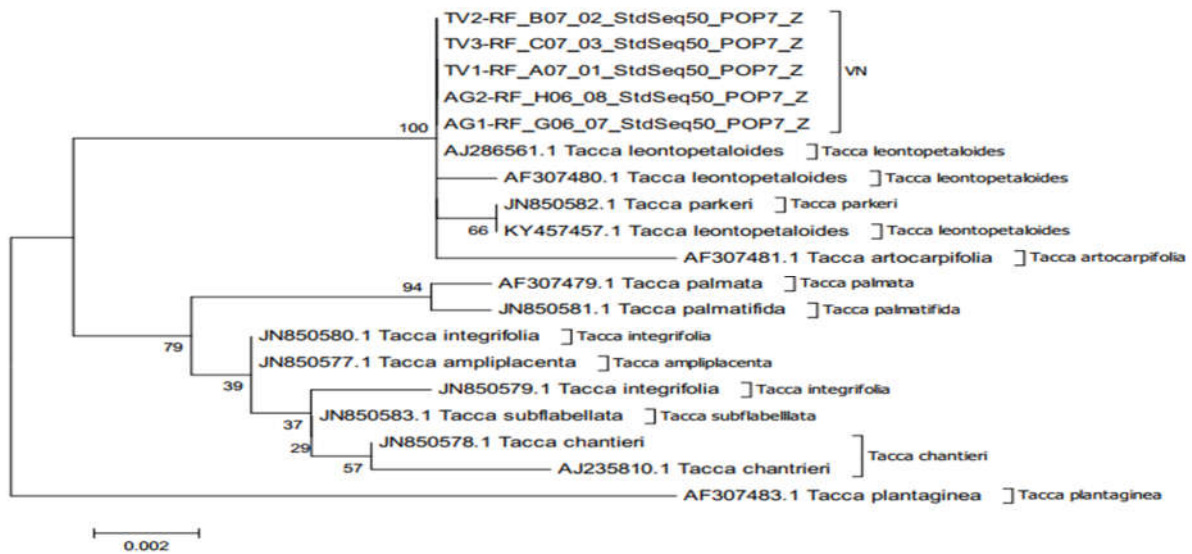 TV2-RF_B07_02_StdSeq50_POP7_Z
TV3-RF_C07_03_StdSeq50_POP7_Z
TV1-RF_A07_01_StdSeq50_POP7_Z
VN
AG2-RF_H06_08_StdSeq50_POP7_Z
AG1-RF_G06_07_StdSeq50_POP7_Z
100
AJ286561.1 Tacca leontopetaloides Tacca leontopetaloides
AF307480.1 Tacca leontopetaloides Tacca leontopetaloides
JN850582.1 Tacca parkeri Tacca parkeri
66 KY457457.1 Tacca leontopetaloides Tacca leontopetaloides
AF307481.1 Tacca artocarpifolia Tacca artocarpifolia
94 AF307479.1 Tacca palmata Tacca palmata
JN850581.1 Tacca palmatifida Tacca palmatifida
JN850580.1 Tacca integrifolia Tacca integrifolia
79
JN850577.1 Tacca ampliplacenta Tacca ampliplacenta
39
JN850579.1 Tacca integrifolia Tacca integrifolia
JN850583.1 Tacca subflabellata Tacca subflabelllata
37
29 JN850578.1 Tacca chantieri
Tacca chantieri
57 AJ235810.1 Tacca chantrieri
AF307483.1 Tacca plantaginea Tacca plantaginea
0.002